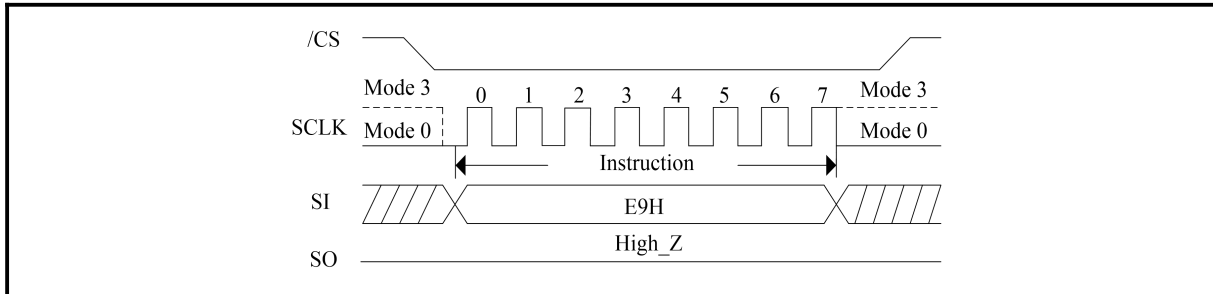 /CS
Mode 3 0 1 2 3 4 5 6 7 Mode 3
SCLK Mode 0 Mode 0
Instruction
SI E9H
High_Z
SO